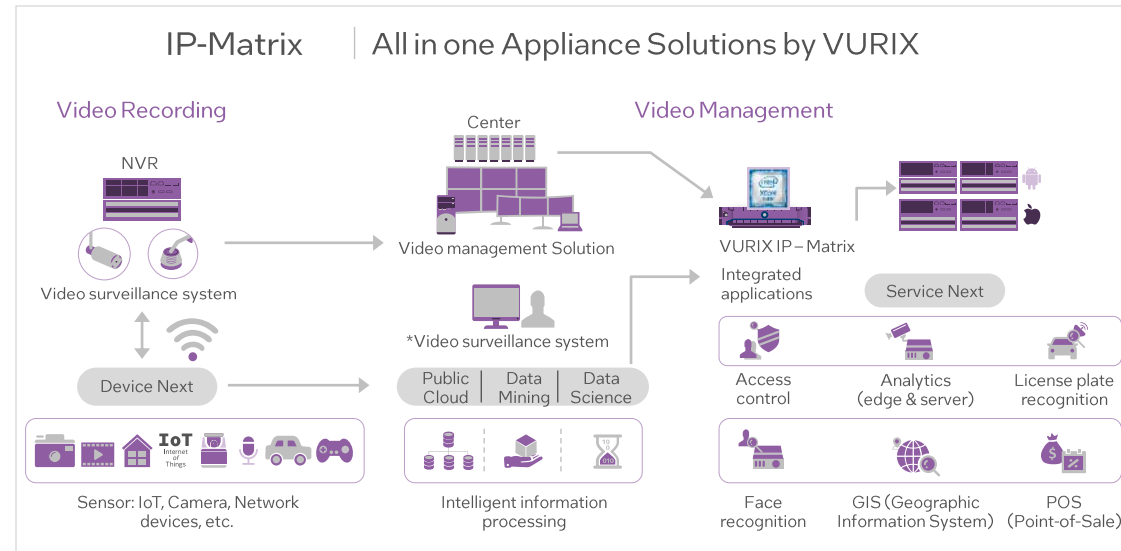 IP-Matrix
All in one Appliance Solutions by VURIX
Video Recording
NVR
Video surveillance system
Device Next
IoT
Internet
of
Things
Sensor: IoT, Camera, Network
devices, etc.
Center
Video management Solution
*Video surveillance system
Public
Cloud
Data
Mining
Data
Science
10
0
010
Intelligent information
processing
Video Management
VURIX IP – Matrix
Integrated
applications
Service Next
Access
control
Analytics
(edge & server)
License plate
recognition
Face
recognition
GIS (Geographic
Information System)
$
%
POS
(Point-of-Sale)